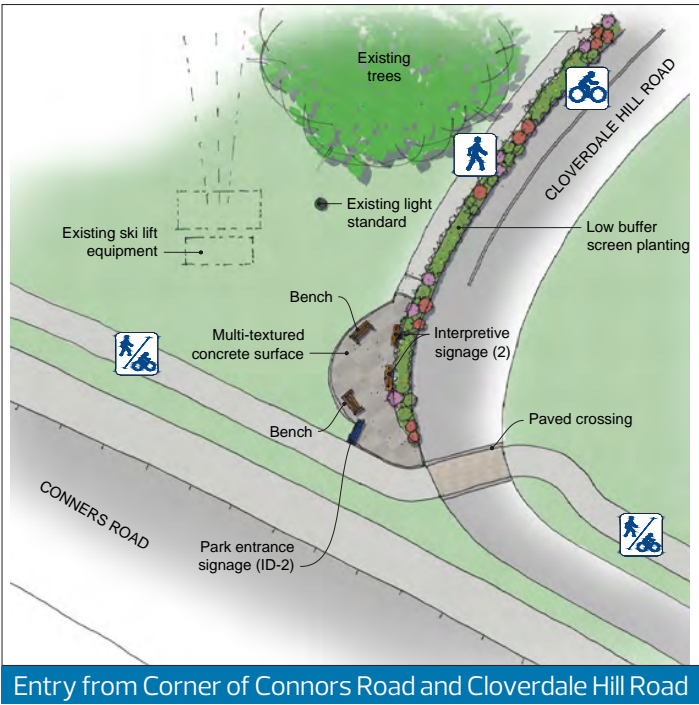 Existing
trees
CLOVERDALE HILL ROAD
Existing light
standard
Existing ski lift
equipment
Low buffer
screen planting
Bench
Multi-textured
concrete surface
Interpretive
signage (2)
Bench
Paved crossing
CONNERS ROAD
Park entrance
signage (ID-2)
Entry from Corner of Connors Road and Cloverdale Hill Road